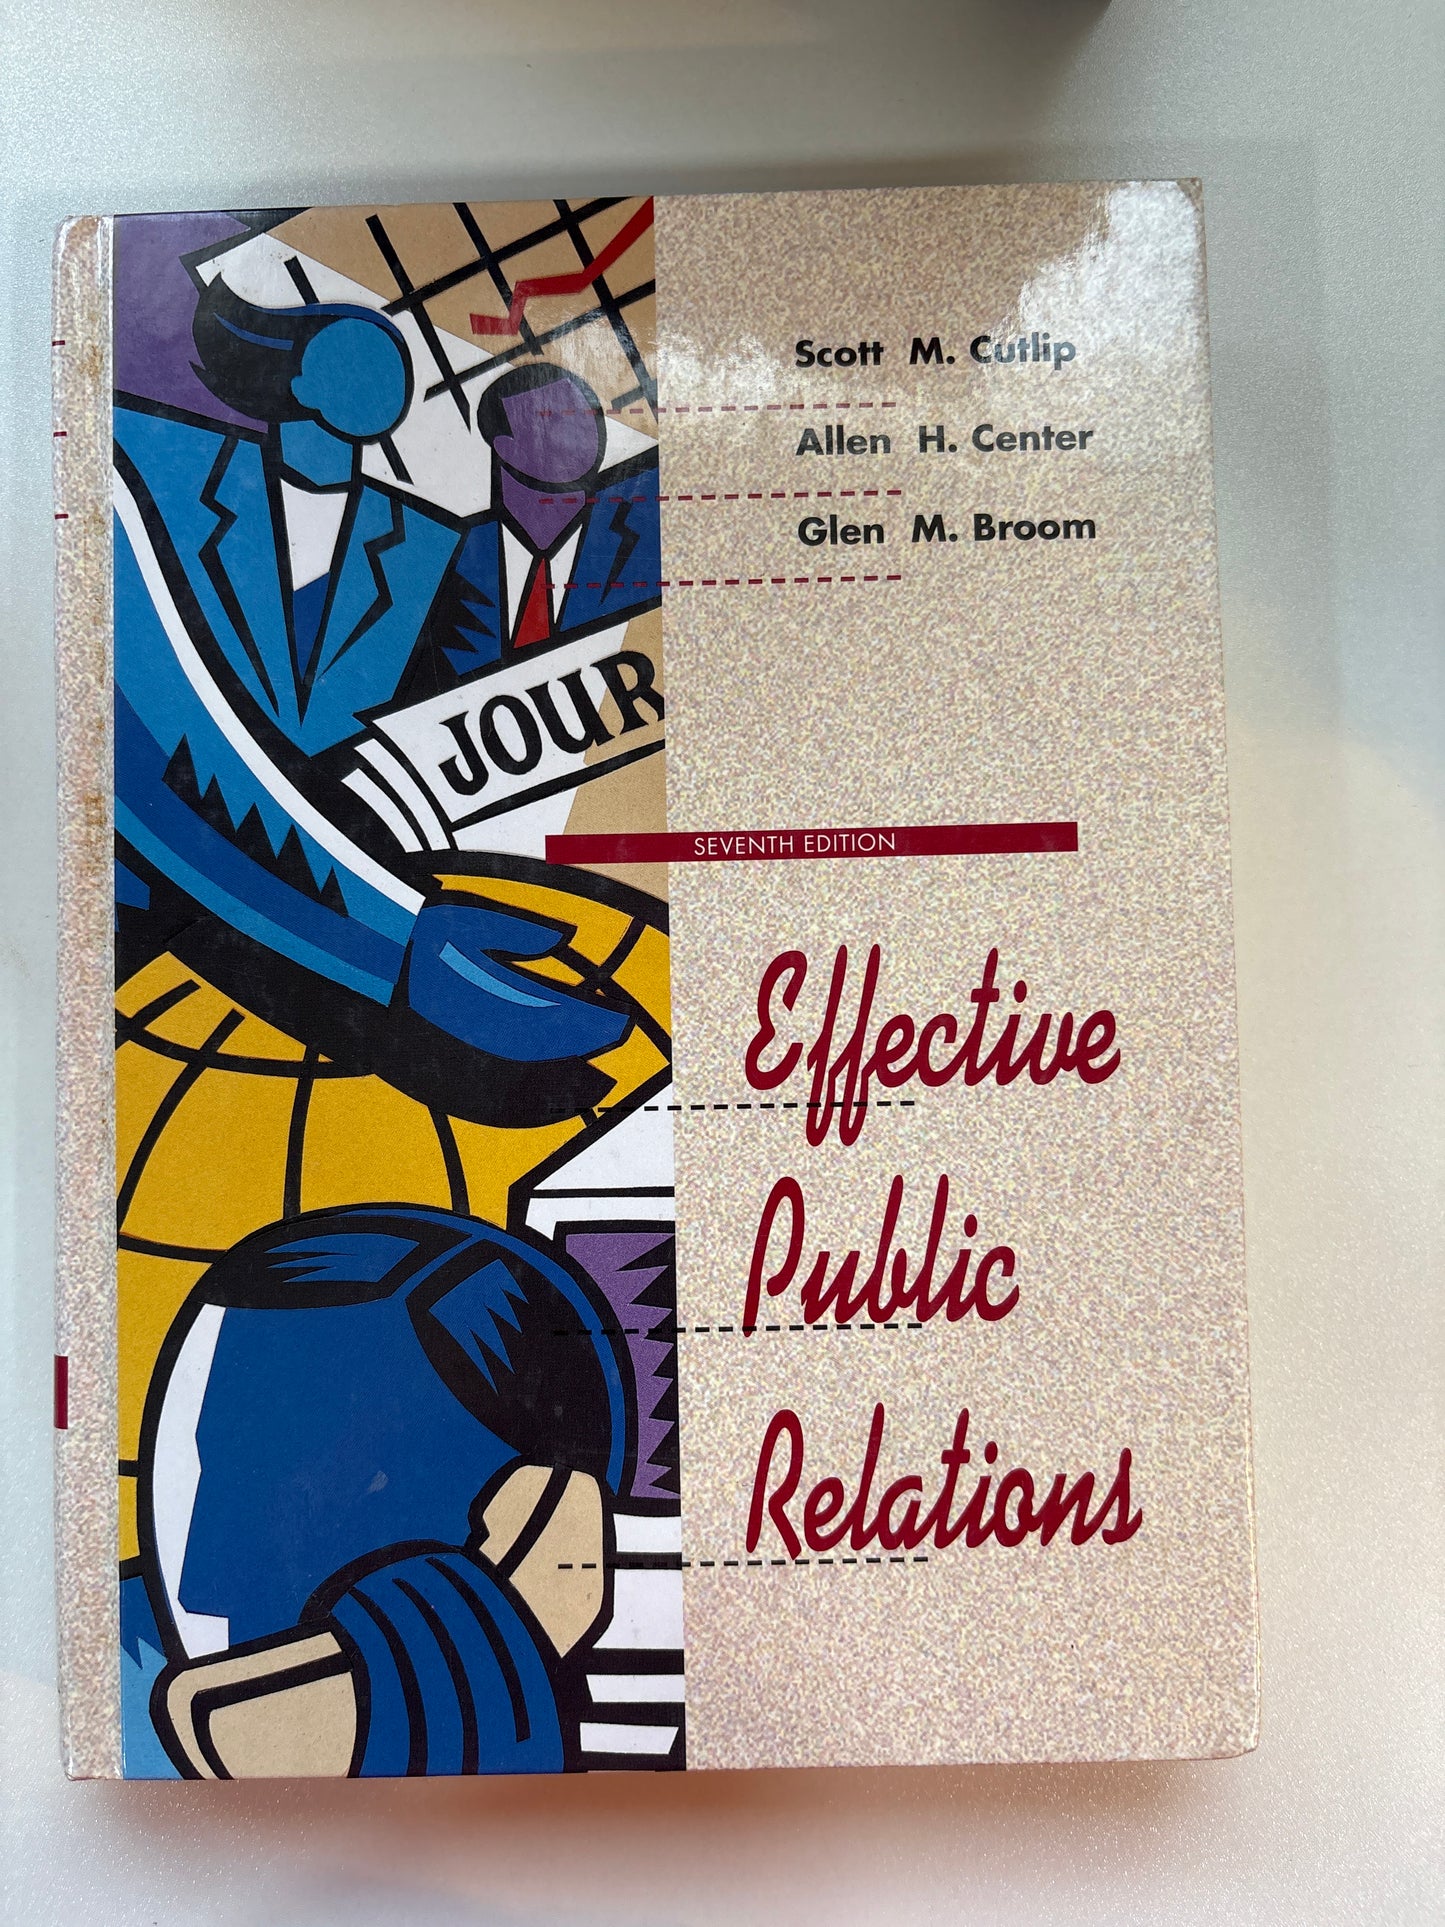 Scott M. Cutlip
Allen H. Center
Glen M. Broom
JOUR
SEVENTH EDITION
Effective
Public
Relations